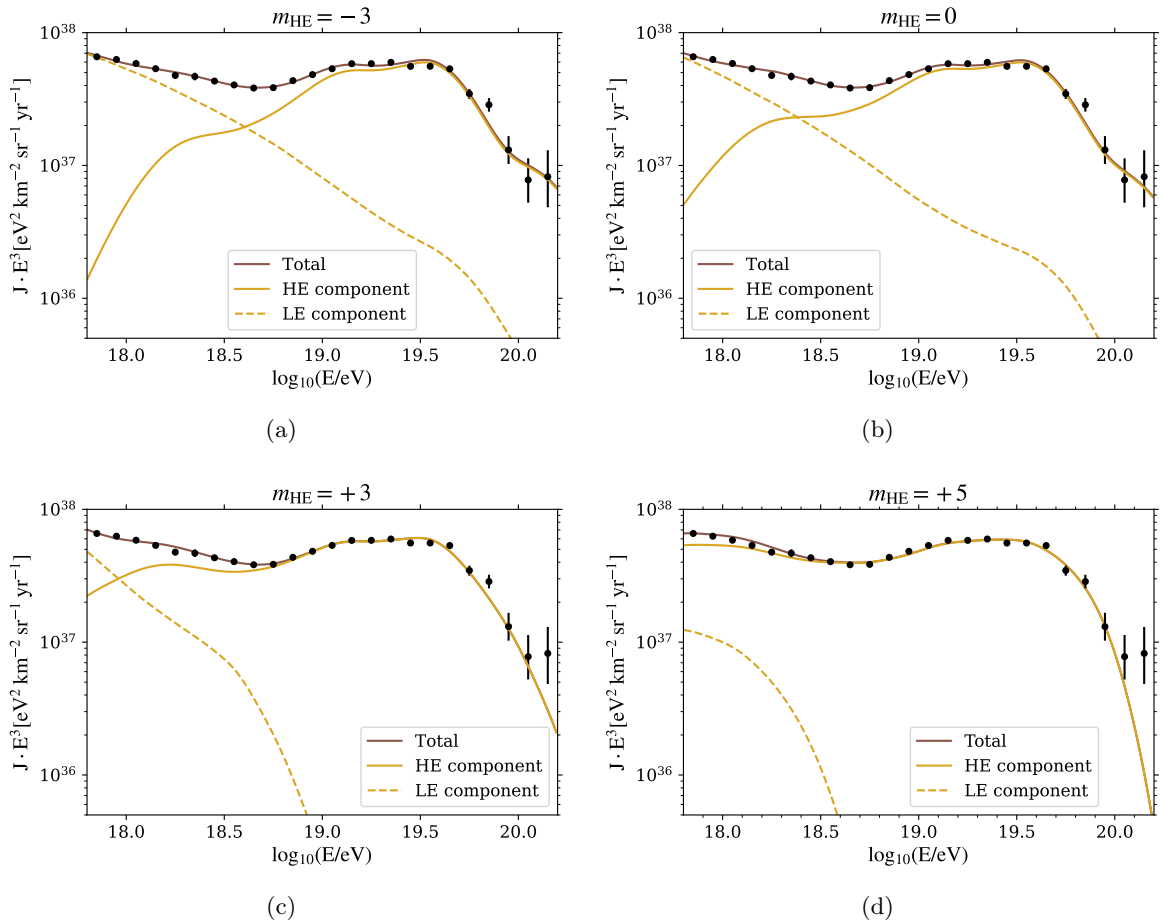 m_HE = −3
10^38
10^37
10^36
J · E^3 [eV^2 km^−2 sr^−1 yr^−1]
Total
HE component
LE component
18.0 18.5 19.0 19.5 20.0
log_10(E/eV)
(a)
m_HE = 0
10^38
10^37
10^36
J · E^3 [eV^2 km^−2 sr^−1 yr^−1]
Total
HE component
LE component
18.0 18.5 19.0 19.5 20.0
log_10(E/eV)
(b)
m_HE = +3
10^38
10^37
10^36
J · E^3 [eV^2 km^−2 sr^−1 yr^−1]
Total
HE component
LE component
18.0 18.5 19.0 19.5 20.0
log_10(E/eV)
(c)
m_HE = +5
10^38
10^37
10^36
J · E^3 [eV^2 km^−2 sr^−1 yr^−1]
Total
HE component
LE component
18.0 18.5 19.0 19.5 20.0
log_10(E/eV)
(d)